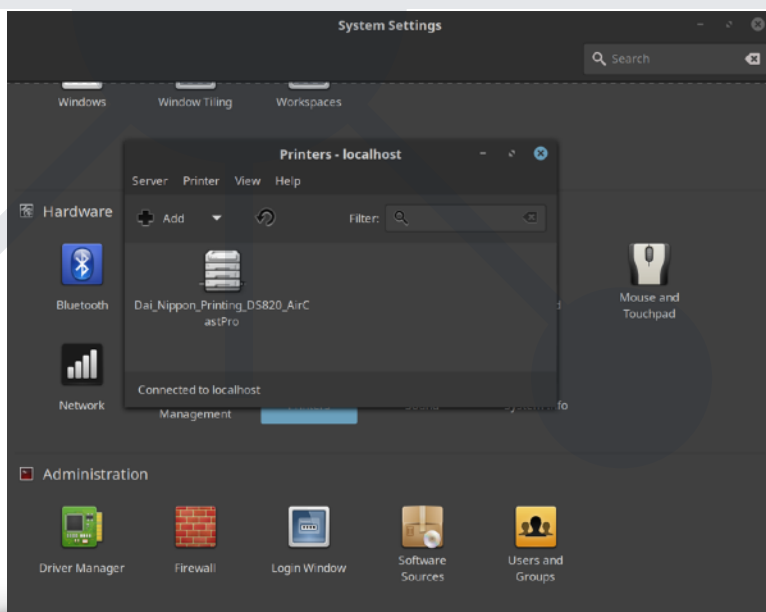 System Settings
Search
Windows
Window Tiling
Workspaces
Printers - localhost
Server Printer View Help
Hardware
Add
Filter:
Bluetooth
Dai_Nippon_Printing_DS820_AirC
astPro
Mouse and
Touchpad
Connected to localhost
Network
Management
Administration
Driver Manager
Firewall
Login Window
Software
Sources
Users and
Groups